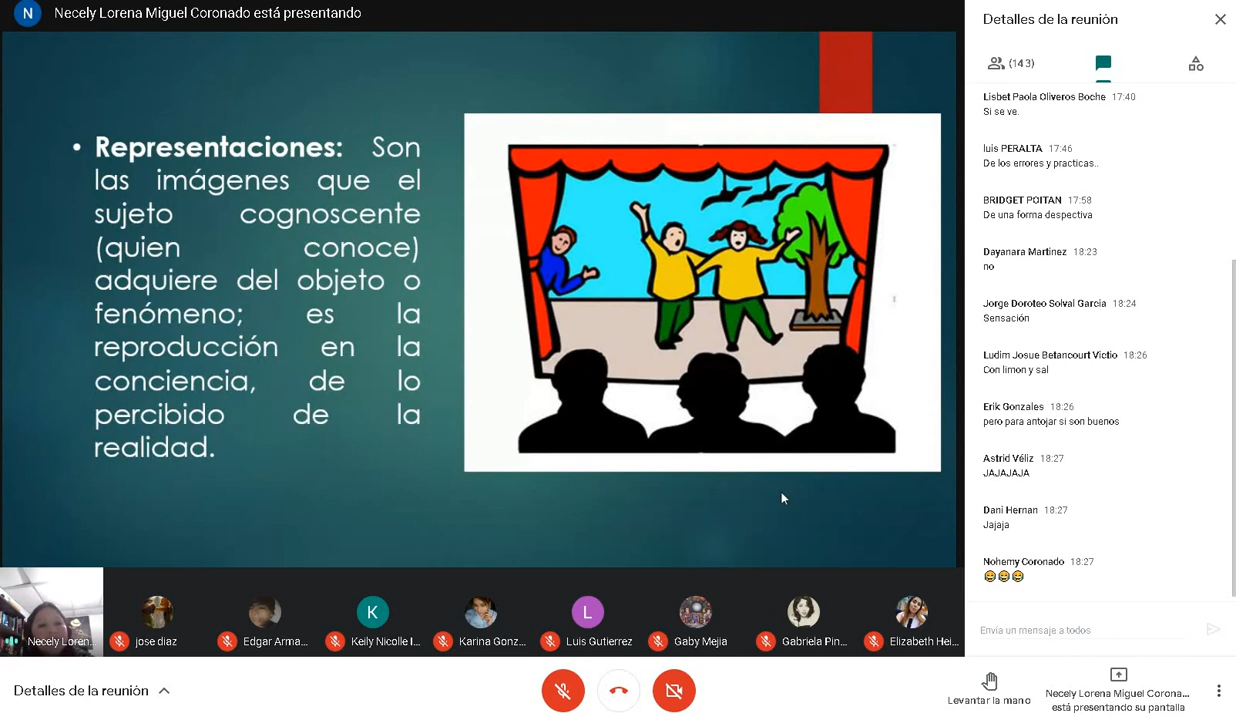 N Necely Lorena Miguel Coronado está presentando
• Representaciones: Son
las imágenes que el
sujeto cognoscente
(quien conoce)
adquiere del objeto o
fenómeno; es la
reproducción en la
conciencia, de lo
percibido de la
realidad.
Necely Loren...
jose diaz
Edgar Arma...
K
Keily Nicolle I...
Karina Gonz...
L
Luis Gutierrez
Gaby Mejia
Gabriela Pin...
Elizabeth Hei...
Detalles de la reunión
(143)
Lisbet Paola Oliveros Boche 17:40
Si se ve.
luis PERALTA 17:46
De los errores y practicas..
BRIDGET POITAN 17:58
De una forma despectiva
Dayanara Martinez 18:23
no
Jorge Doroteo Solval Garcia 18:24
Sensación
Ludim Josue Betancourt Victio 18:26
Con limon y sal
Erik Gonzales 18:26
pero para antojar si son buenos
Astrid Véliz 18:27
JAJAJAJA
Dani Hernan 18:27
Jajaja
Nohemy Coronado 18:27
😂😂😂
Envía un mensaje a todos
Detalles de la reunión
Levantar la mano
Necely Lorena Miguel Corona...
está presentando su pantalla